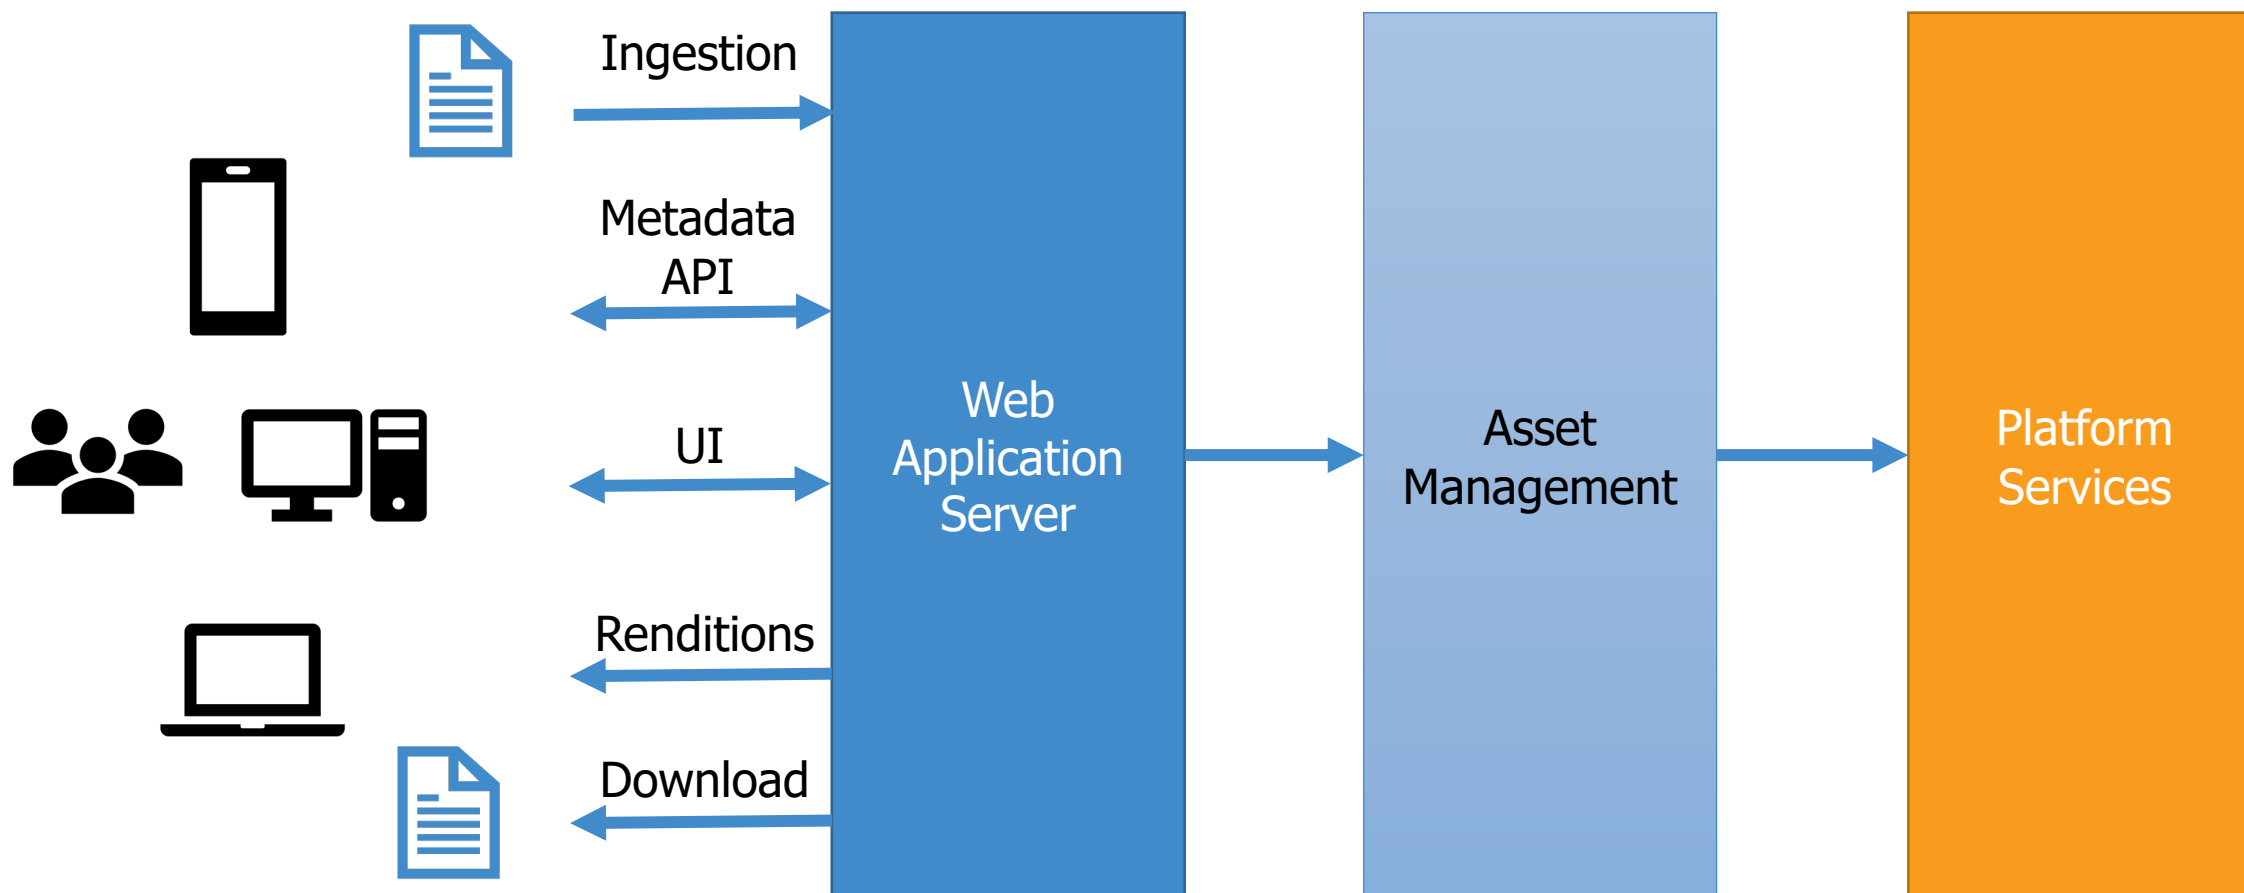 Ingestion
Metadata
API
UI
Renditions
Download
Web
Application
Server
Asset
Management
Platform
Services